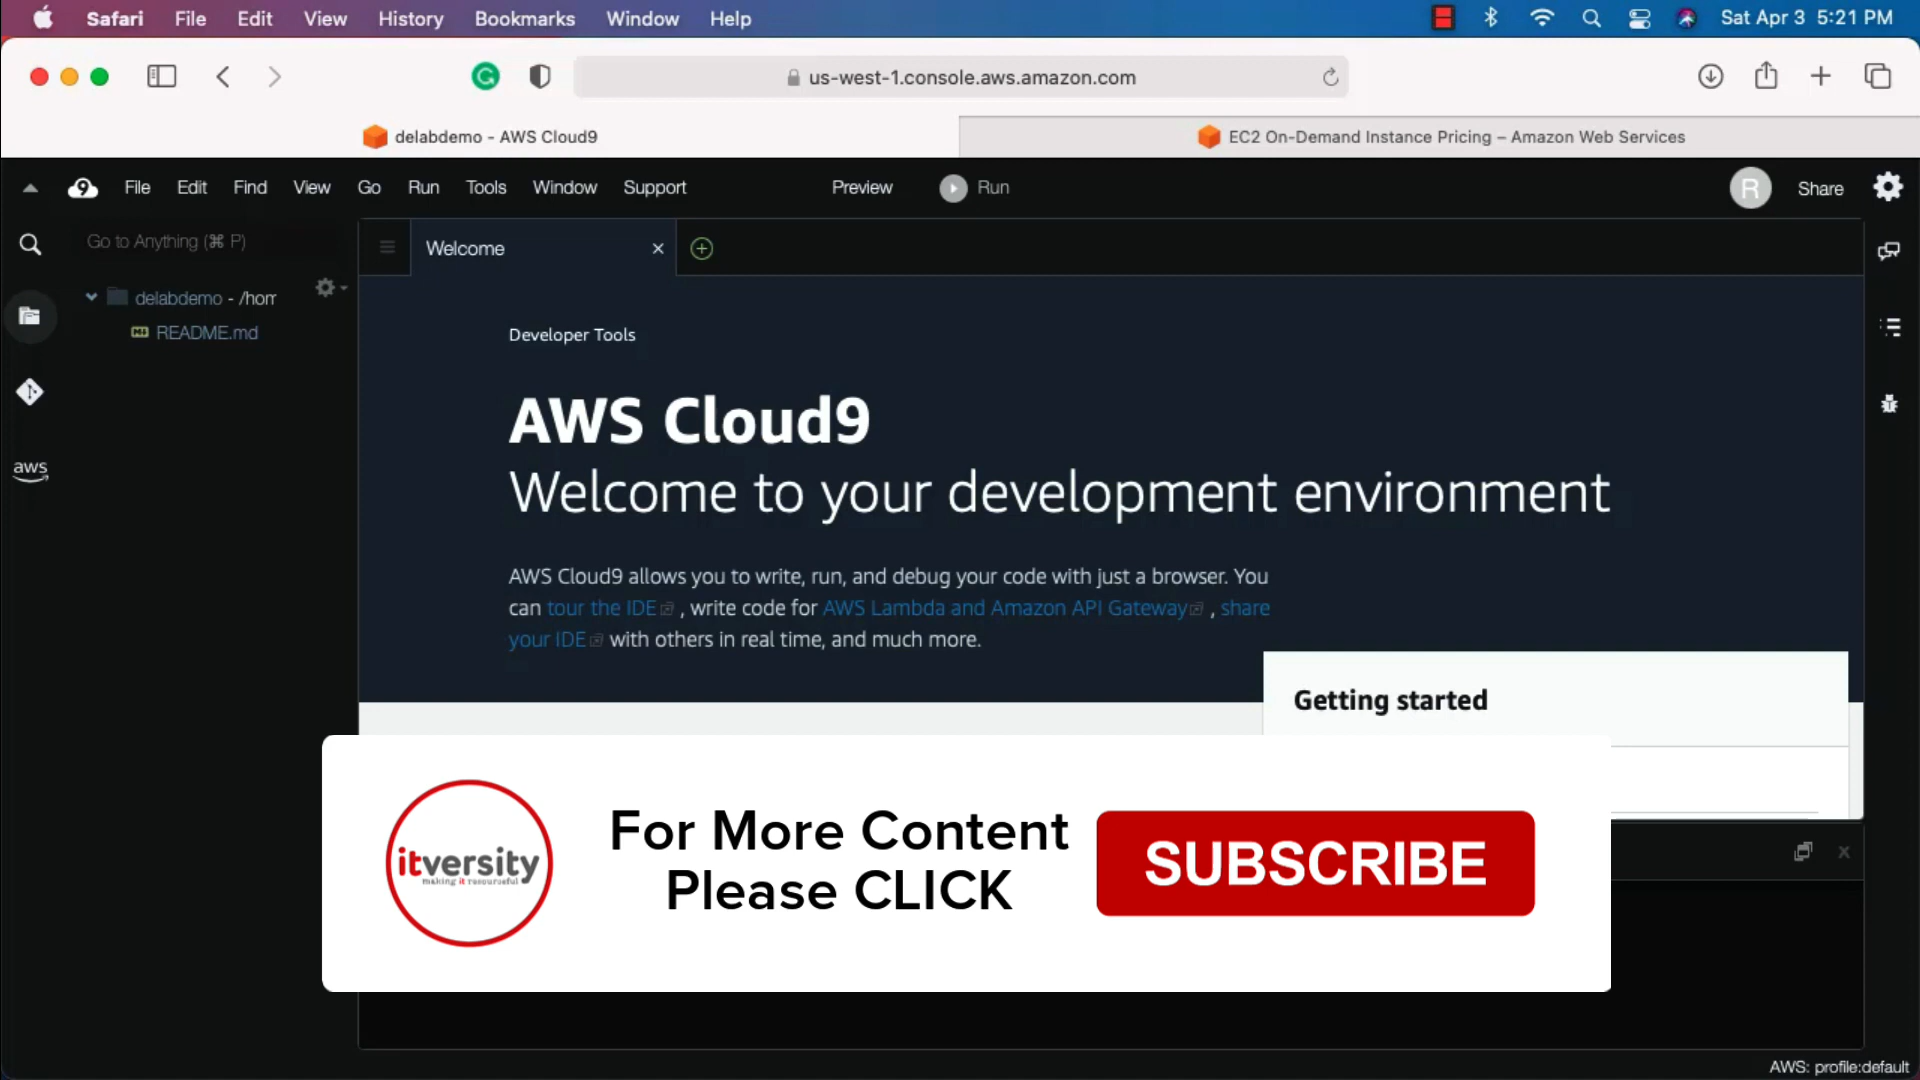 Safari File Edit View History Bookmarks Window Help Sat Apr 3 5:21 PM
us-west-1.console.aws.amazon.com
delabdemo - AWS Cloud9
EC2 On-Demand Instance Pricing – Amazon Web Services
9 File Edit Find View Go Run Tools Window Support Preview Run R Share
Go to Anything (⌘ P)
Welcome
delabdemo - /hom
README.md
aws
Developer Tools
AWS Cloud9
Welcome to your development environment
AWS Cloud9 allows you to write, run, and debug your code with just a browser. You
can tour the IDE , write code for AWS Lambda and Amazon API Gateway , share
your IDE with others in real time, and much more.
Getting started
itversity
making it resourceful
For More Content
Please CLICK
SUBSCRIBE
AWS: profile:default